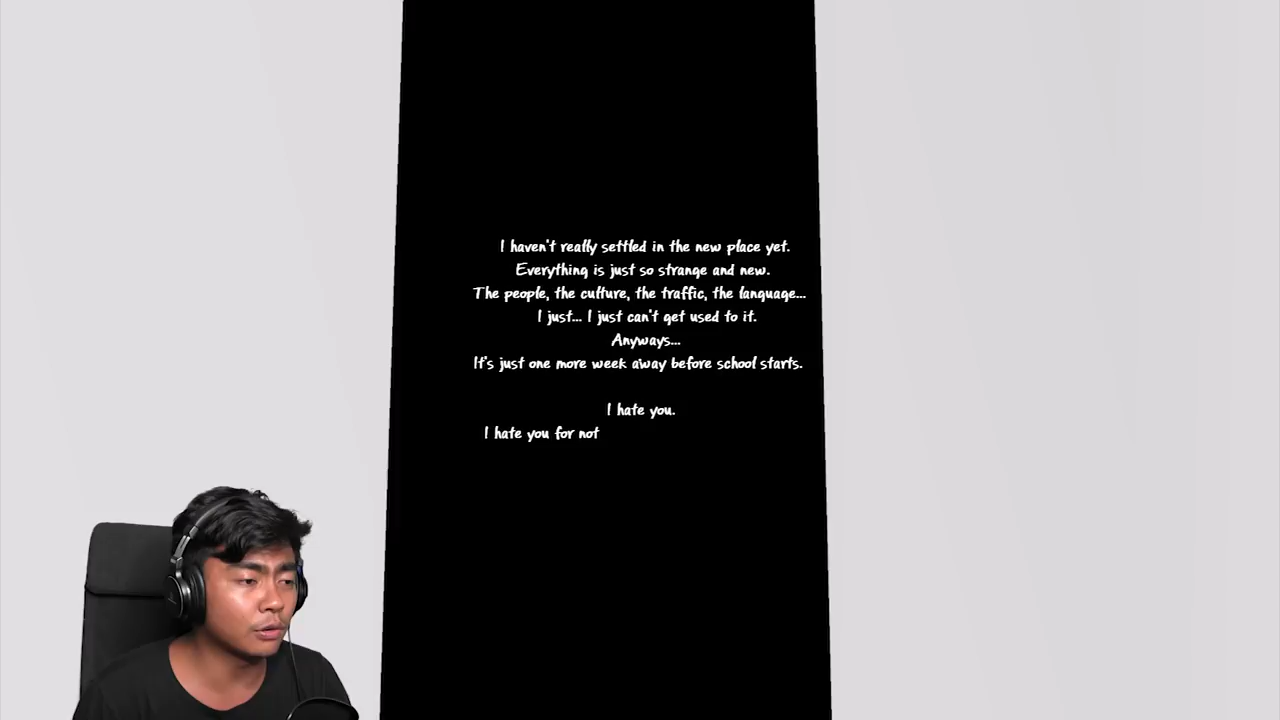 I haven't really settled in the new place yet.
Everything is just so strange and new.
The people, the culture, the traffic, the language...
I just... I just can't get used to it.
Anyways...
It's just one more week away before school starts.
I hate you.
I hate you for not